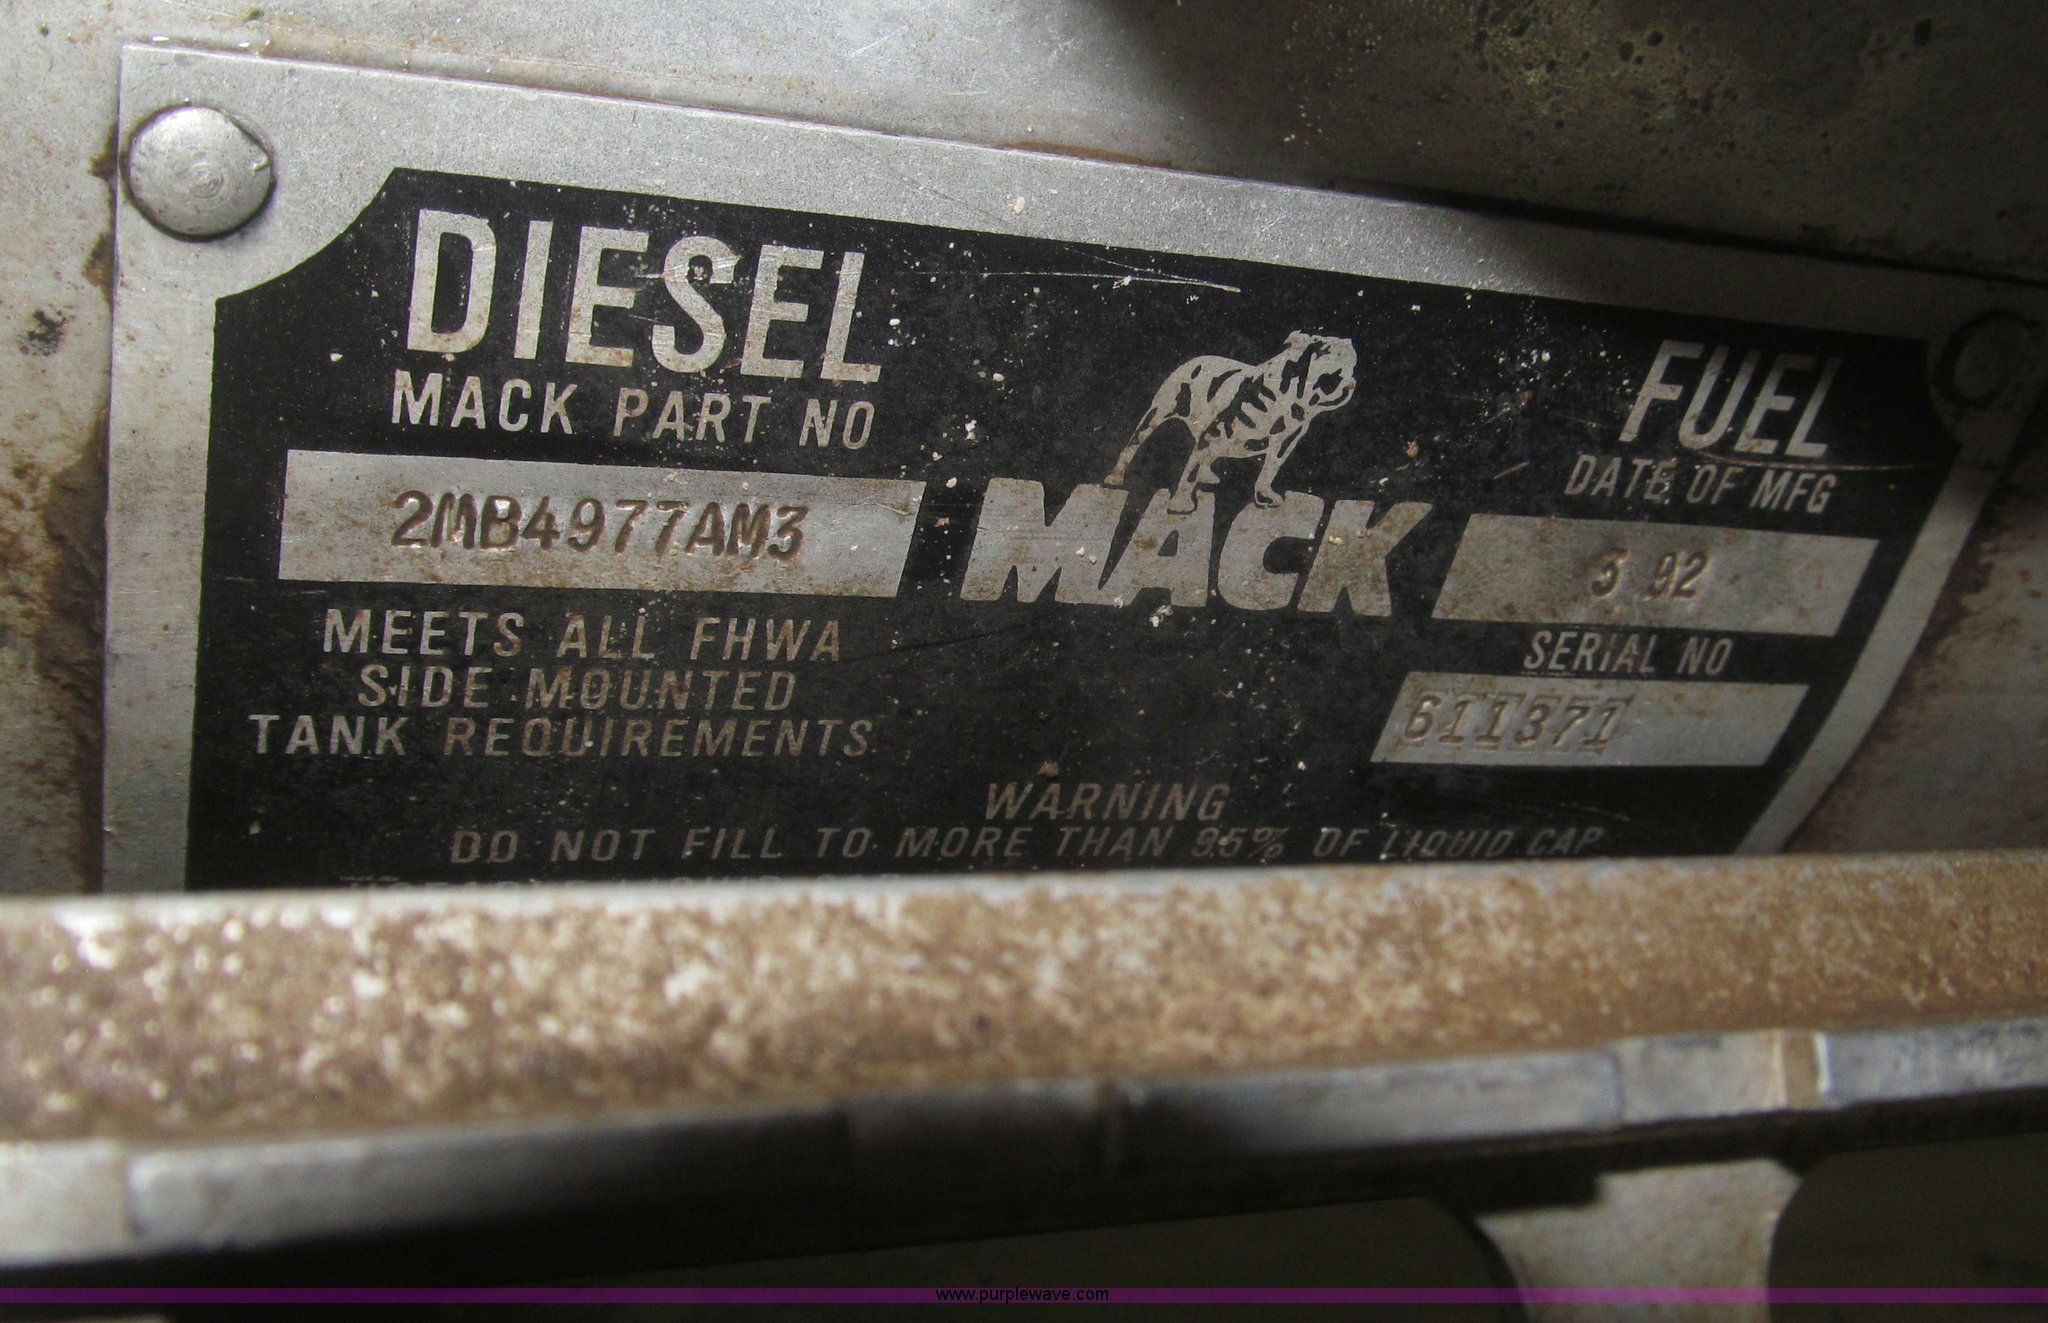 DIESEL FUEL
MACK PART NO
DATE OF MFG
2MB4977AM3
MACK
3 92
MEETS ALL FHWA
SIDE MOUNTED
TANK REQUIREMENTS
SERIAL NO
611371
WARNING
DO NOT FILL TO MORE THAN 95% OF LIQUID CAP
www.purplewave.com